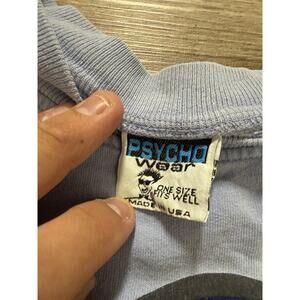 PSYCHO
wear
ONE SIZE
FITS WELL
MADE IN USA